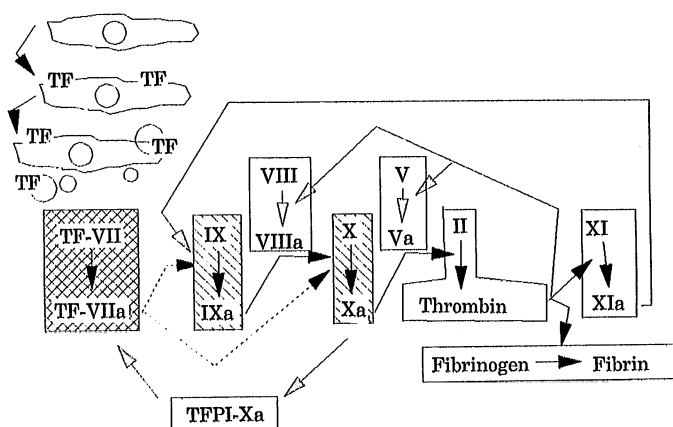 TF
TF
TF
TF
TF
VIII
V
VIIIa
Va
TF-VII
IX
X
II
XI
TF-VIIa
IXa
Xa
Thrombin
XIa
Fibrinogen
Fibrin
TFPI-Xa